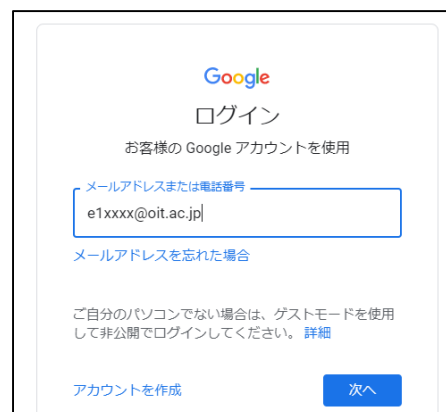 Google
ログイン
お客様の Google アカウントを使用
メールアドレスまたは電話番号
e1xxxx@oit.ac.jp
メールアドレスを忘れた場合
ご自分のパソコンでない場合は、ゲストモードを使用
して非公開でログインしてください。 詳細
アカウントを作成
次へ